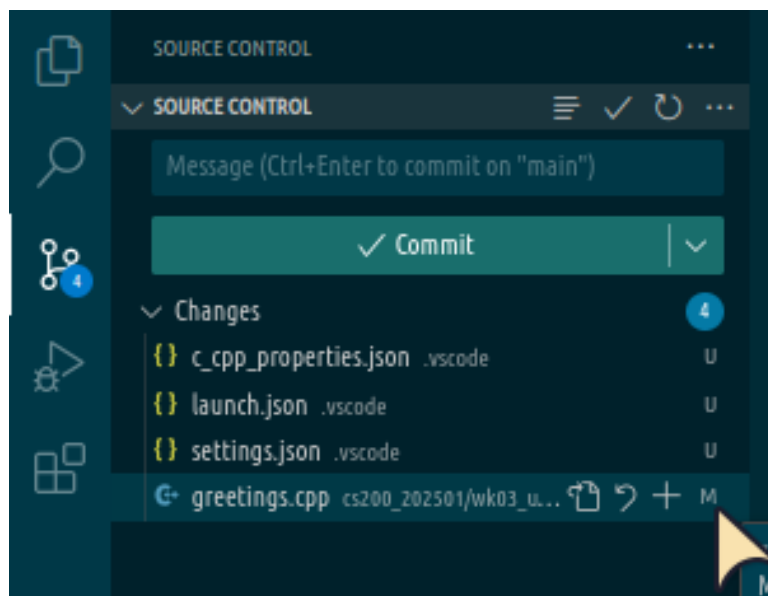 SOURCE CONTROL
SOURCE CONTROL
Message (Ctrl+Enter to commit on "main")
Commit
4
Changes 4
{} c_cpp_properties.json .vscode U
{} launch.json .vscode U
{} settings.json .vscode U
greetings.cpp cs200_202501/wk03_u... M
M